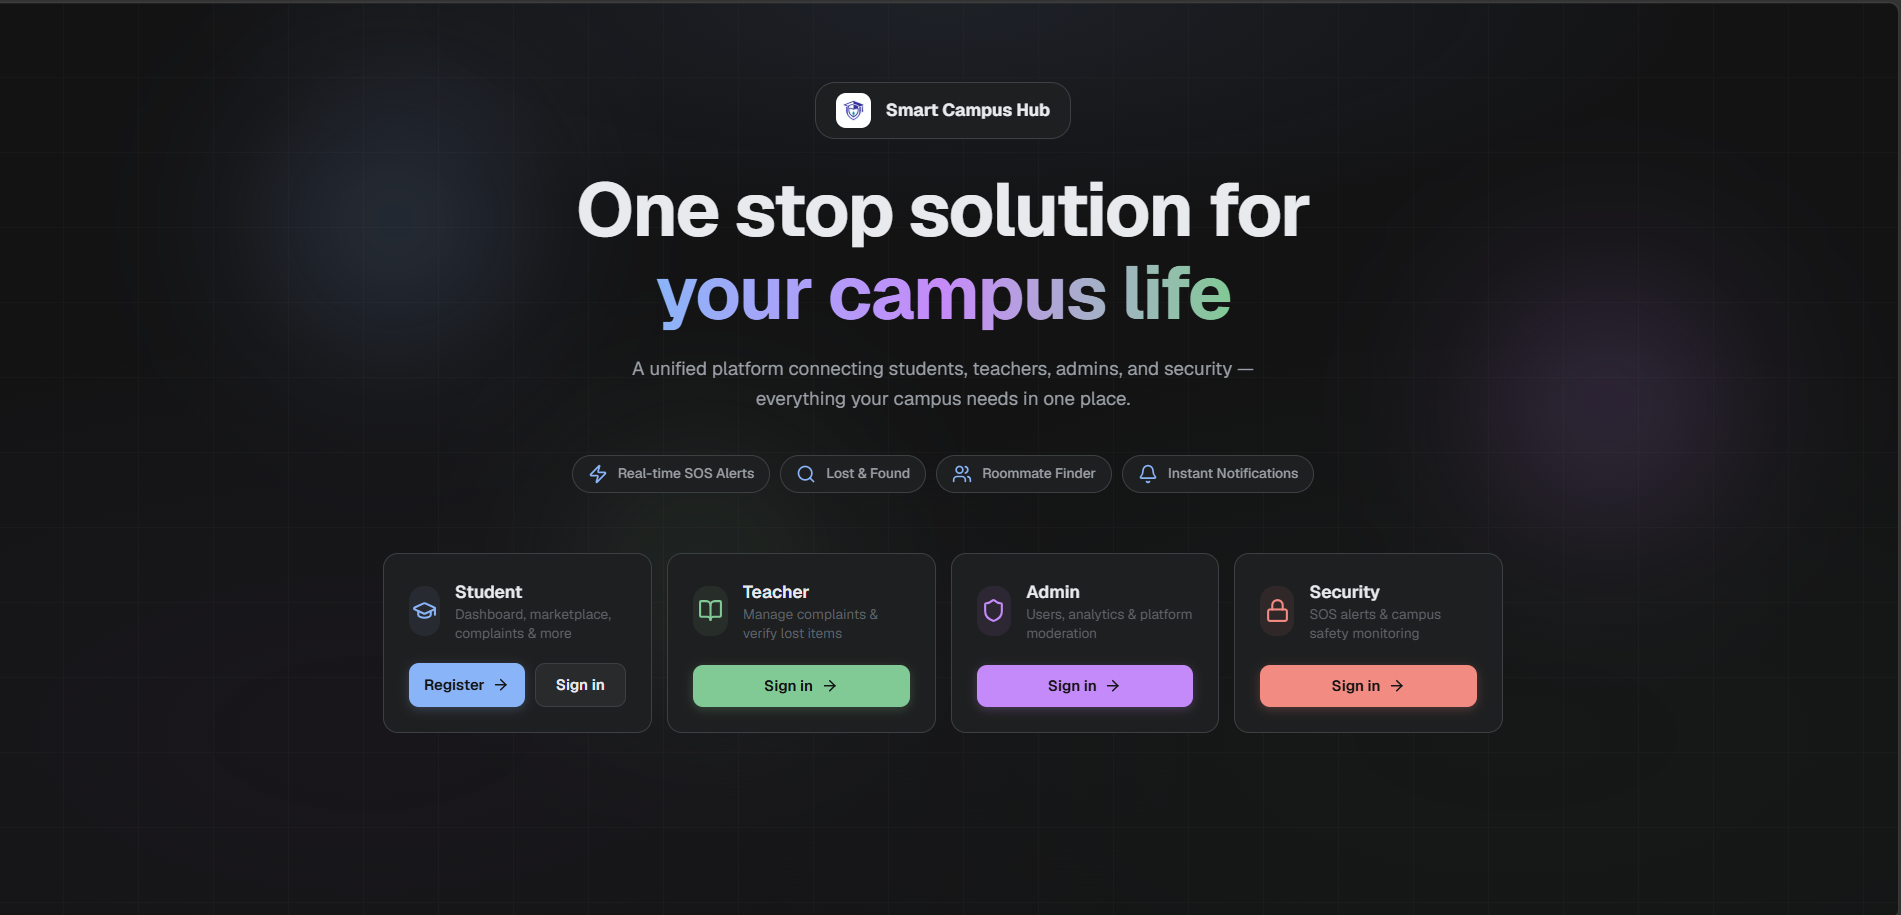 Smart Campus Hub
One stop solution for
your campus life
A unified platform connecting students, teachers, admins, and security —
everything your campus needs in one place.
Real-time SOS Alerts
Lost & Found
Roommate Finder
Instant Notifications
Student
Dashboard, marketplace,
complaints & more
Register →
Sign in
Teacher
Manage complaints &
verify lost items
Sign in →
Admin
Users, analytics & platform
moderation
Sign in →
Security
SOS alerts & campus
safety monitoring
Sign in →